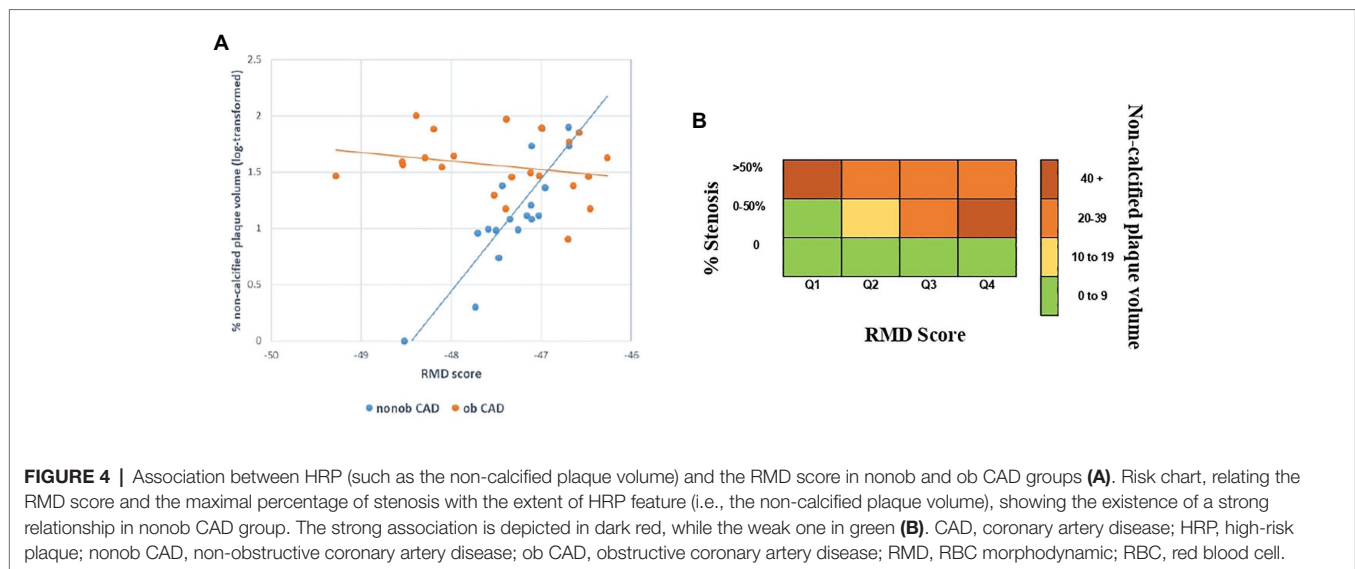 A
2.5
2
1.5
1
0.5
0
% non-calcified plaque volume (log-transformed)
-50
-49
-48
-47
-46
RMD score
nonob CAD
ob CAD
B
% Stenosis
>50%
0-50%
0
Q1
Q2
Q3
Q4
RMD Score
40 +
20-39
10 to 19
0 to 9
Non-calcified plaque volume
FIGURE 4 | Association between HRP (such as the non-calcified plaque volume) and the RMD score in nonob and ob CAD groups (A). Risk chart, relating the
RMD score and the maximal percentage of stenosis with the extent of HRP feature (i.e., the non-calcified plaque volume), showing the existence of a strong
relationship in nonob CAD group. The strong association is depicted in dark red, while the weak one in green (B). CAD, coronary artery disease; HRP, high-risk
plaque; nonob CAD, non-obstructive coronary artery disease; ob CAD, obstructive coronary artery disease; RMD, RBC morphodynamic; RBC, red blood cell.